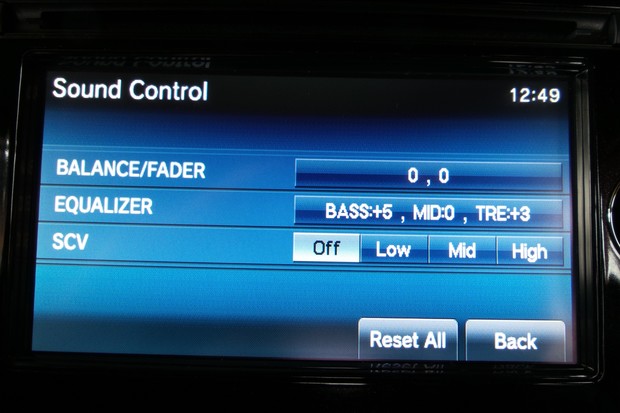 Sound Control 12:49
BALANCE/FADER 0 , 0
EQUALIZER BASS:+5 , MID:0 , TRE:+3
SCV Off Low Mid High
Reset All Back